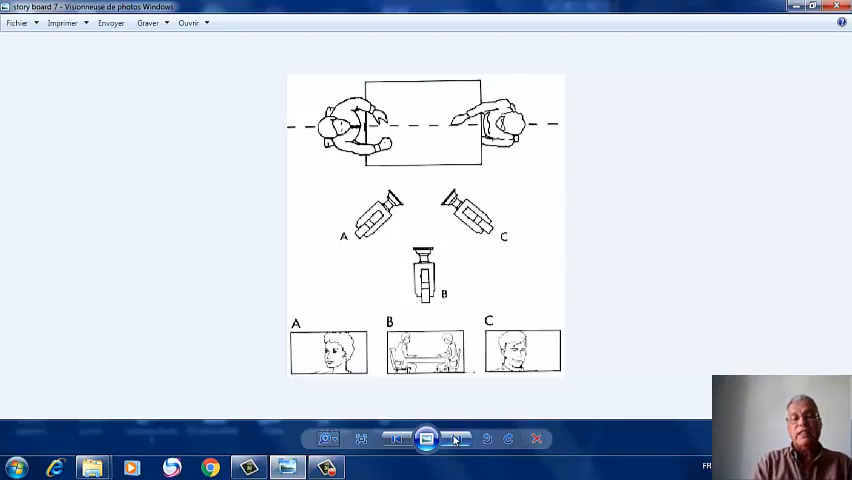 story board 7 - Visionneuse de photos Windows
Fichier Imprimer Envoyer Graver Ouvrir
A
C
B
A B C
FR